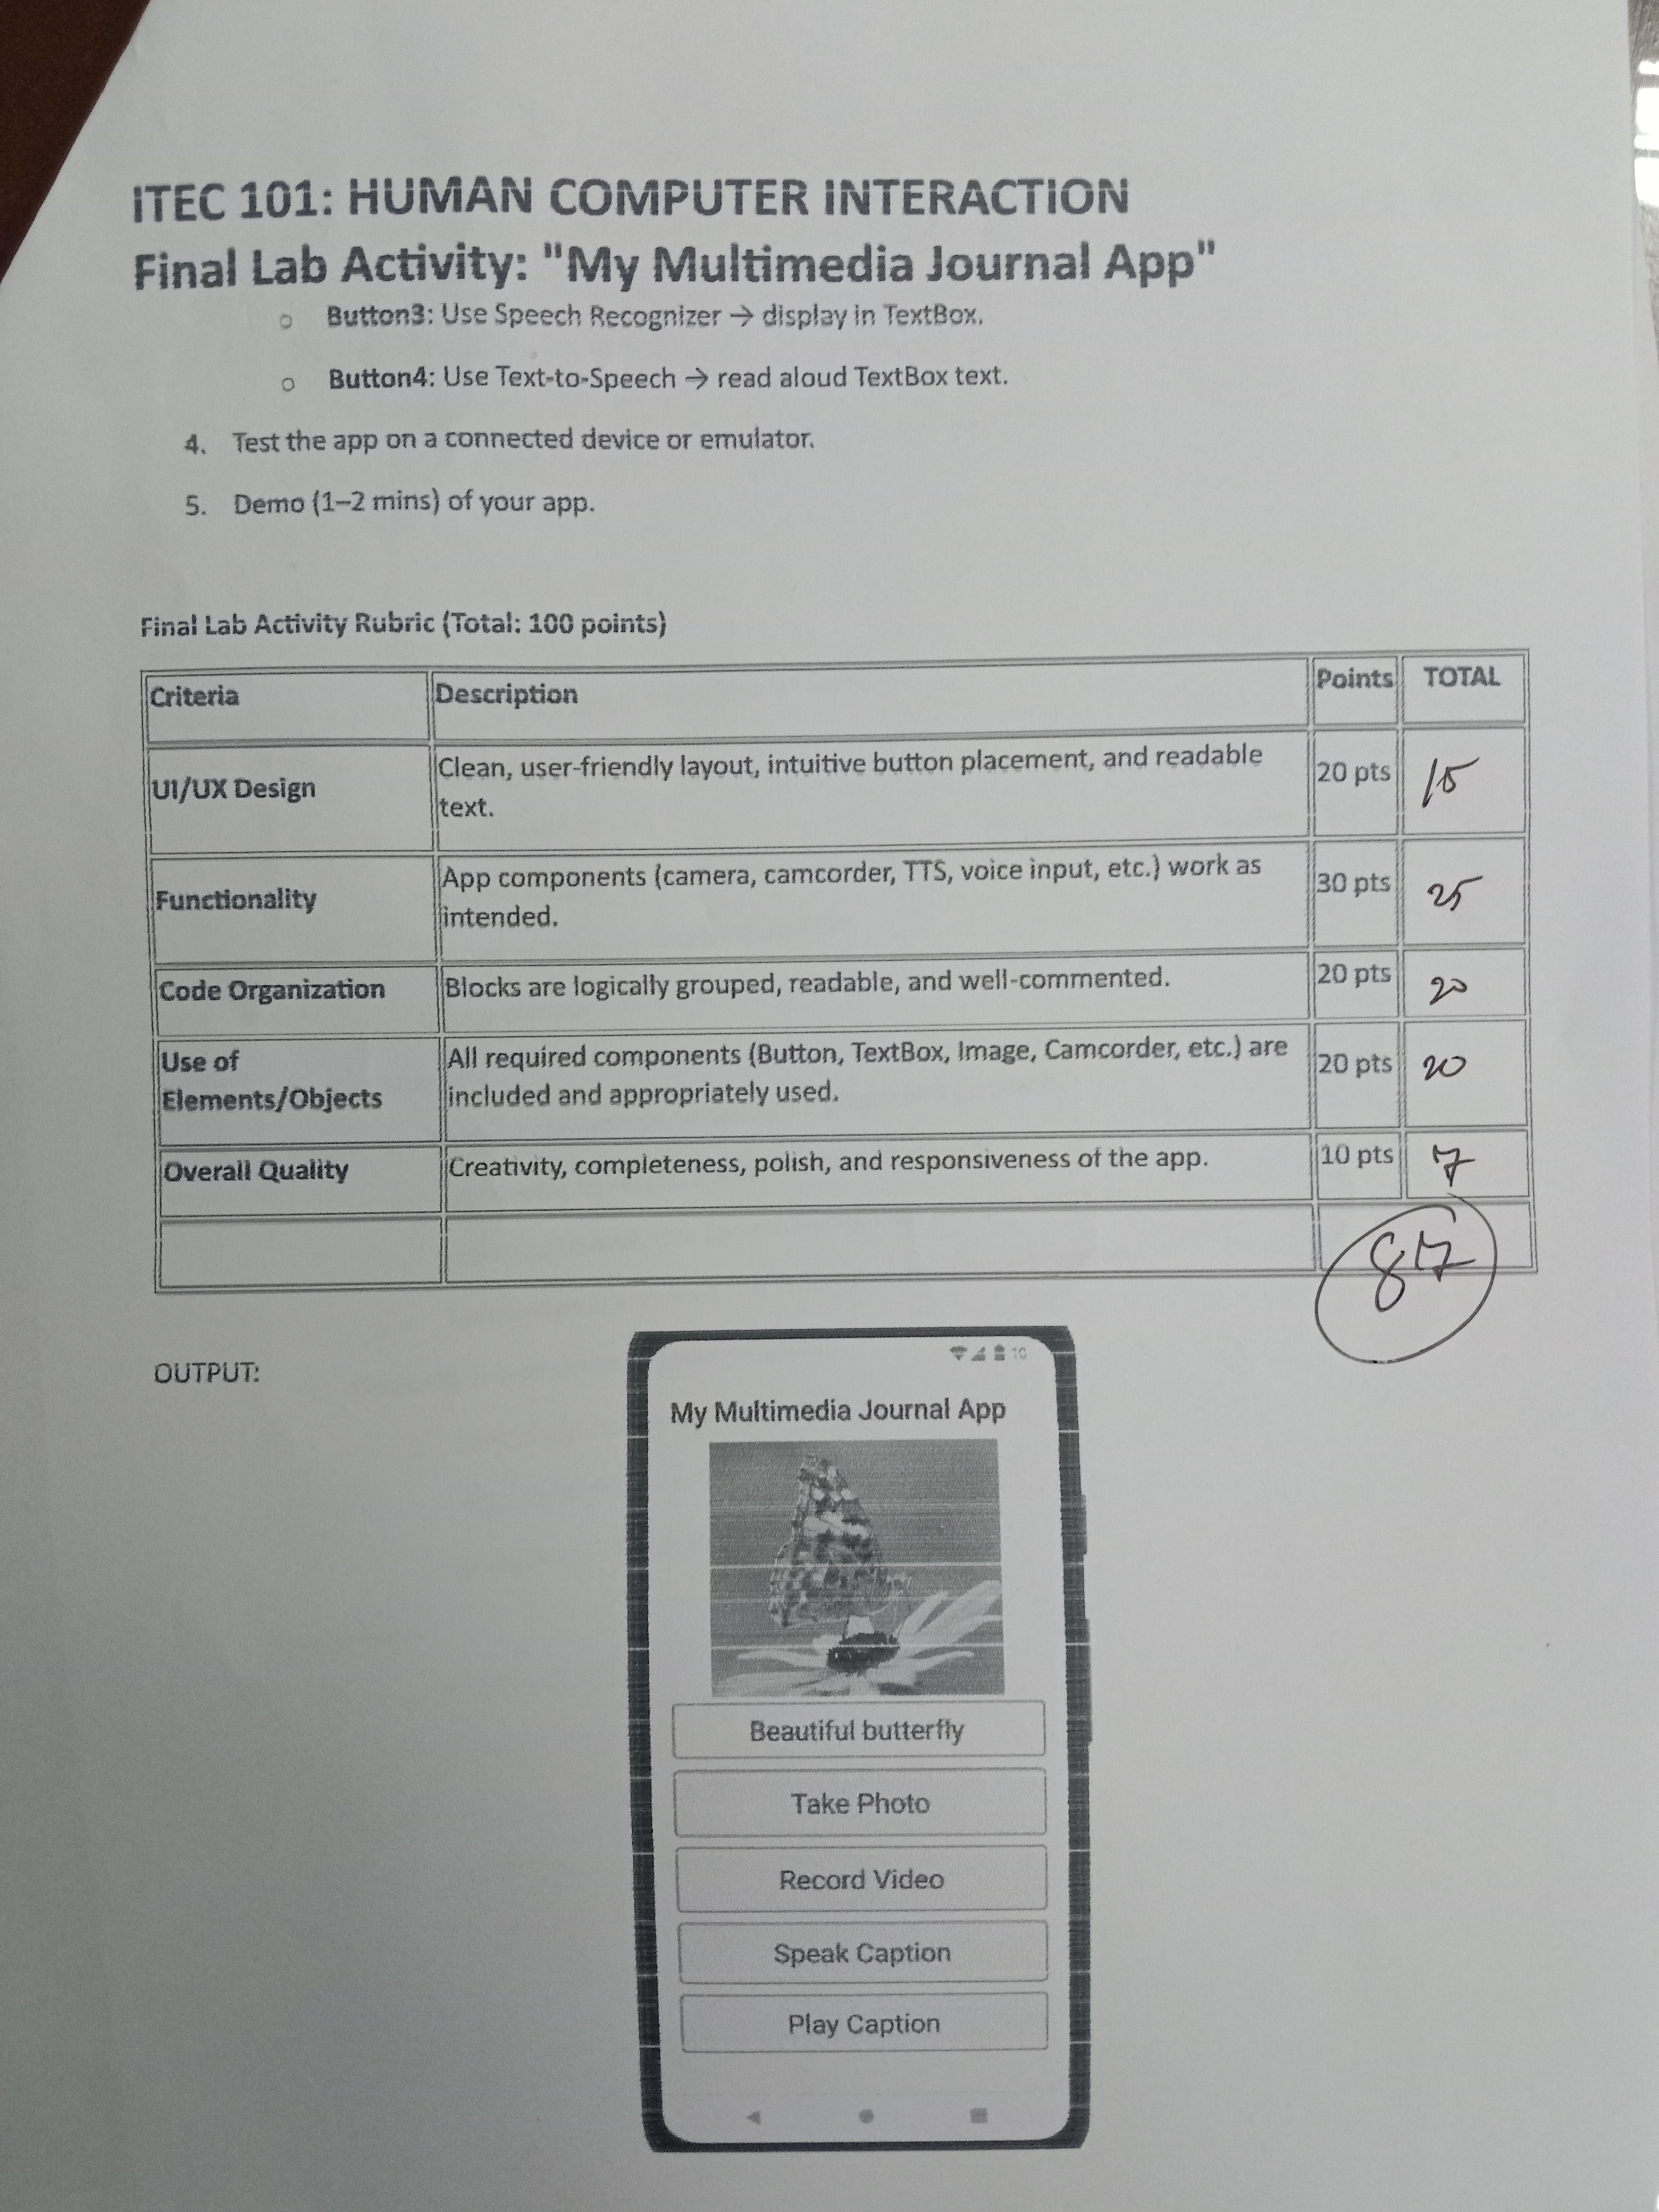 ITEC 101: HUMAN COMPUTER INTERACTION
Final Lab Activity: "My Multimedia Journal App"
o Button3: Use Speech Recognizer → display in TextBox.
o Button4: Use Text-to-Speech → read aloud TextBox text.
4. Test the app on a connected device or emulator.
5. Demo (1–2 mins) of your app.
Final Lab Activity Rubric (Total: 100 points)
Criteria Description Points TOTAL
UI/UX Design Clean, user-friendly layout, intuitive button placement, and readable 20 pts 15
text.
Functionality App components (camera, camcorder, TTS, voice input, etc.) work as 30 pts 25
intended.
Code Organization Blocks are logically grouped, readable, and well-commented. 20 pts 20
Use of All required components (Button, TextBox, Image, Camcorder, etc.) are 20 pts 20
Elements/Objects included and appropriately used.
Overall Quality Creativity, completeness, polish, and responsiveness of the app. 10 pts 7
87
OUTPUT:
10
My Multimedia Journal App
Beautiful butterfly
Take Photo
Record Video
Speak Caption
Play Caption